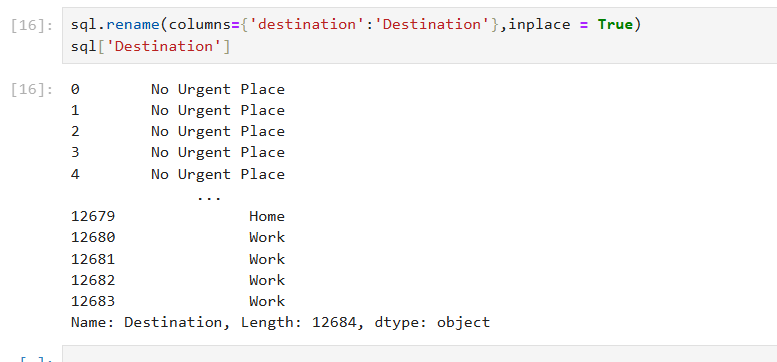 [16]: sql.rename(columns={'destination':'Destination'},inplace = True)
sql['Destination']
[16]: 0 No Urgent Place
1 No Urgent Place
2 No Urgent Place
3 No Urgent Place
4 No Urgent Place
...
12679 Home
12680 Work
12681 Work
12682 Work
12683 Work
Name: Destination, Length: 12684, dtype: object